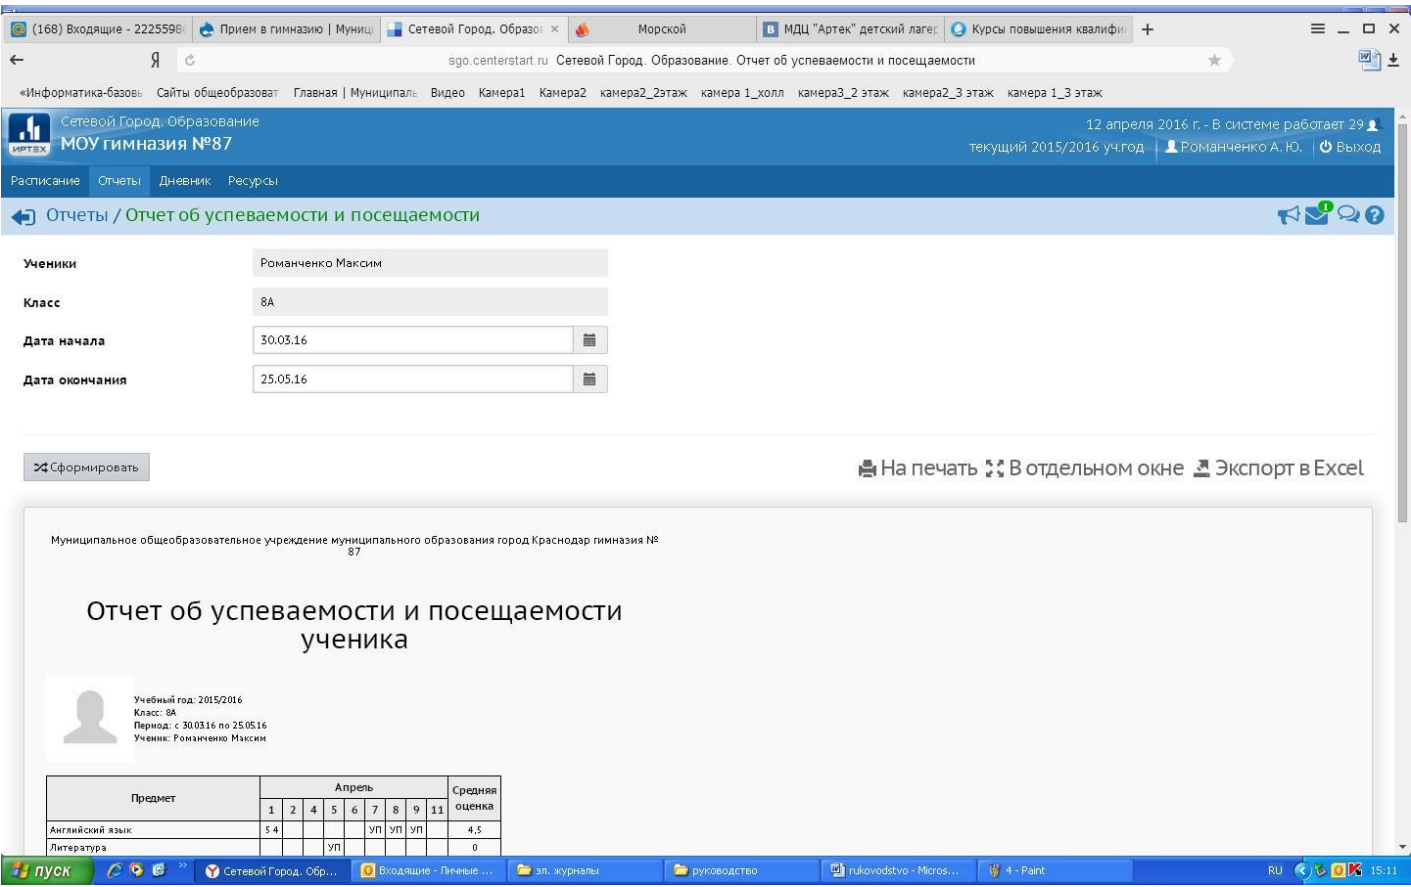 (168) Входящие - 2225598
Прием в гимназию | Муници
Сетевой Город. Образо
Морской
МДЦ "Артек" детский лагер
Курсы повышения квалифи
sgo.centerstart.ru Сетевой Город. Образование. Отчет об успеваемости и посещаемости
«Информатика-базовь Сайты общеобразоват Главная | Муниципаль Видео Камера1 Камера2 камера2_2этаж камера 1_холл камера3_2 этаж камера2_3 этаж камера 1_3 этаж
Сетевой Город. Образование
12 апреля 2016 г. - В системе работает 29
ИРТЕХ
МОУ гимназия №87
текущий 2015/2016 уч.год
Романченко А. Ю.
Выход
Расписание Отчеты Дневник Ресурсы
Отчеты / Отчет об успеваемости и посещаемости
1
Ученики Романченко Максим
Класс 8А
Дата начала 30.03.16
Дата окончания 25.05.16
Сформировать
На печать В отдельном окне Экспорт в Excel
Муниципальное общеобразовательное учреждение муниципального образования город Краснодар гимназия №
87
Отчет об успеваемости и посещаемости
ученика
Учебный год: 2015/2016
Класс: 8А
Период: с 30.03.16 по 25.05.16
Ученик: Романченко Максим
Предмет Апрель Средняя оценка
1 2 4 5 6 7 8 9 11
Английский язык 5 4 УП УП УП 4,5
Литература УП 0
пуск
Сетевой Город. Обр...
Входящие - Личные ...
эл. журналы
руководство
rukovodstvo - Micros...
4 - Paint
RU
15:11